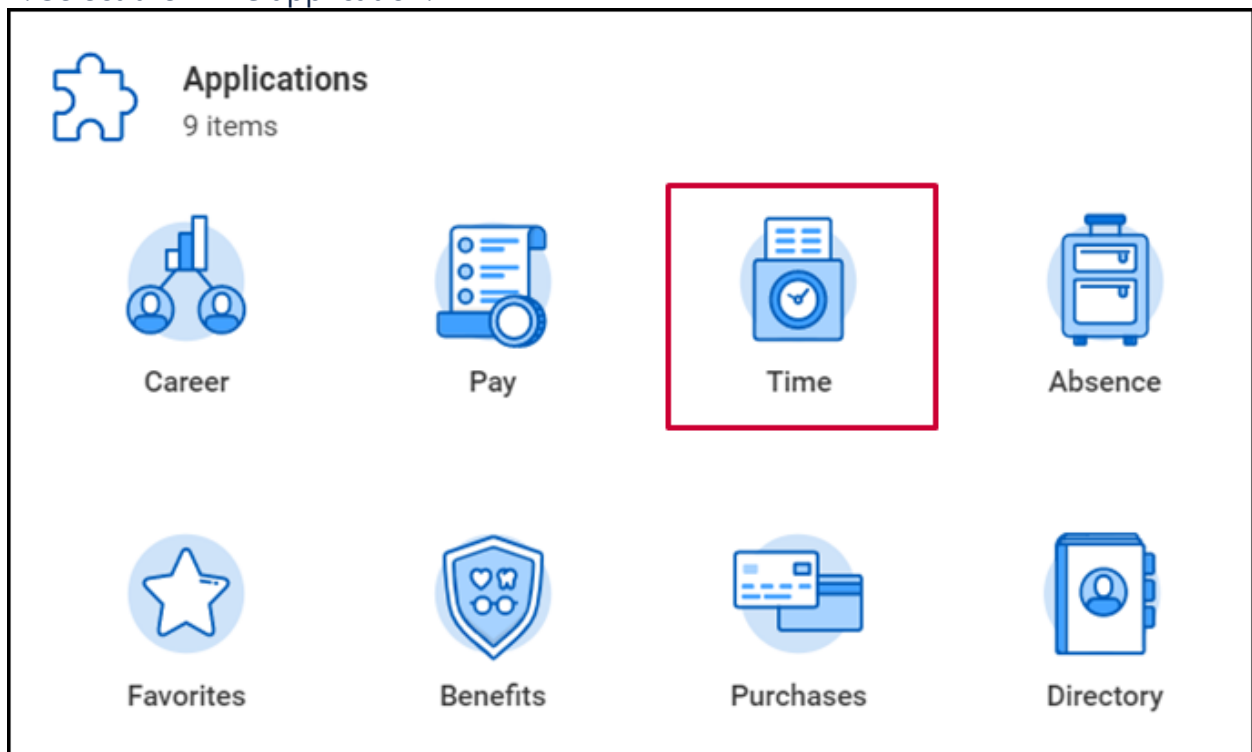 Applications
9 items
Career Pay Time Absence
Favorites Benefits Purchases Directory